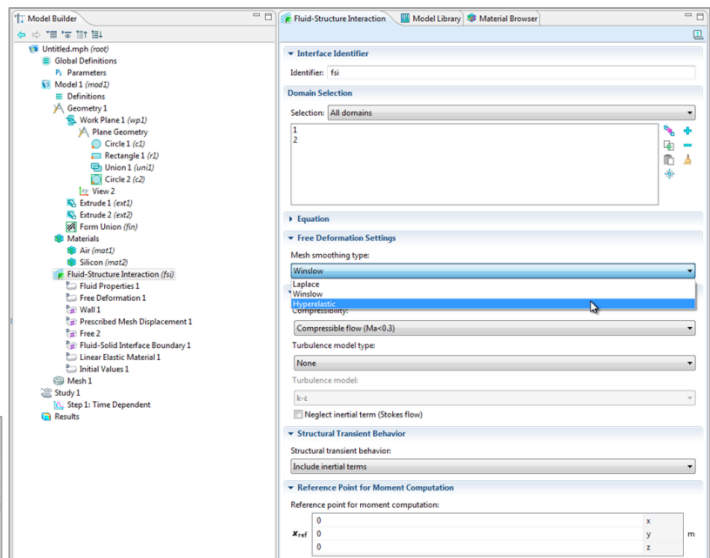 Model Builder
Untitled.mph (root)
Global Definitions
Pi Parameters
Model 1 (mod1)
Definitions
Geometry 1
Work Plane 1 (wp1)
Plane Geometry
Circle 1 (c1)
Rectangle 1 (r1)
Union 1 (uni1)
Circle 2 (c2)
View 2
Extrude 1 (ext1)
Extrude 2 (ext2)
Form Union (fin)
Materials
Air (mat1)
Silicon (mat2)
Fluid-Structure Interaction (fsi)
Fluid Properties 1
Free Deformation 1
Wall 1
Prescribed Mesh Displacement 1
Free 2
Fluid-Solid Interface Boundary 1
Linear Elastic Material 1
Initial Values 1
Mesh 1
Study 1
Step 1: Time Dependent
Results
Fluid-Structure Interaction
Model Library
Material Browser
Interface Identifier
Identifier: fsi
Domain Selection
Selection: All domains
1
2
Equation
Free Deformation Settings
Mesh smoothing type:
Winslow
Laplace
Winslow
Hyperelastic
Compressibility:
Compressible flow (Ma<0.3)
Turbulence model type:
None
Turbulence model:
k-ε
Neglect inertial term (Stokes flow)
Structural Transient Behavior
Structural transient behavior:
Include inertial terms
Reference Point for Moment Computation
Reference point for moment computation:
0 x
xref 0 y m
0 z